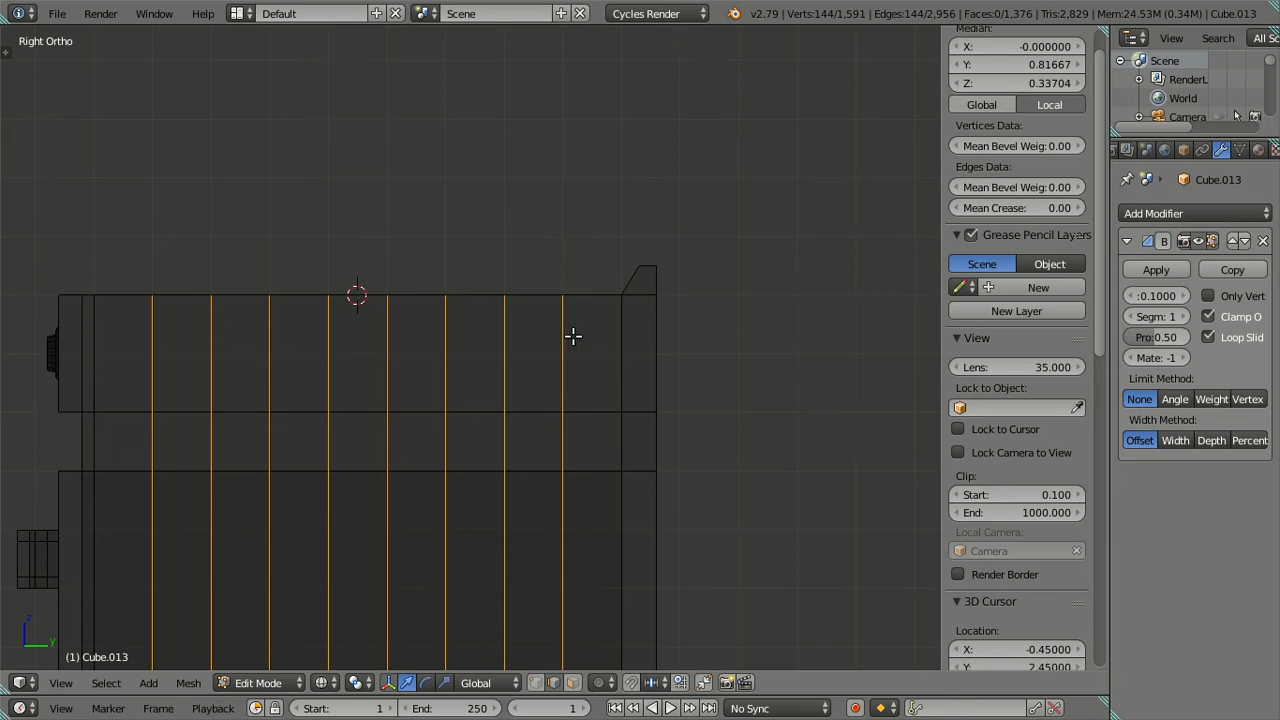 File Render Window Help Default Scene Cycles Render v2.79 | Verts:144/1,591 | Edges:144/2,956 | Faces:0/1,376 | Tris:2,829 | Mem:24.53M (0.34M) | Cube.013
Right Ortho
Median:
X: -0.000000
Y: 0.81667
Z: 0.33704
Global Local
Vertices Data:
Mean Bevel Weig: 0.00
Edges Data:
Mean Bevel Weig: 0.00
Mean Crease: 0.00
Grease Pencil Layers
Scene Object
New
New Layer
View
Lens: 35.000
Lock to Object:
Lock to Cursor
Lock Camera to View
Clip:
Start: 0.100
End: 1000.000
Local Camera:
Camera
Render Border
3D Cursor
Location:
X: -0.45000
Y: 2.45000
View Search All Sc
Scene
RenderL
World
Camera
Cube.013
Add Modifier
B
Apply Copy
:0.1000 Only Vert
Segm: 1 Clamp O
Pro:0.50 Loop Slid
Mate: -1
Limit Method:
None Angle Weight Vertex
Width Method:
Offset Width Depth Percent
z
y
(1) Cube.013
View Select Add Mesh Edit Mode Global
View Marker Frame Playback Start: 1 End: 250 1 No Sync